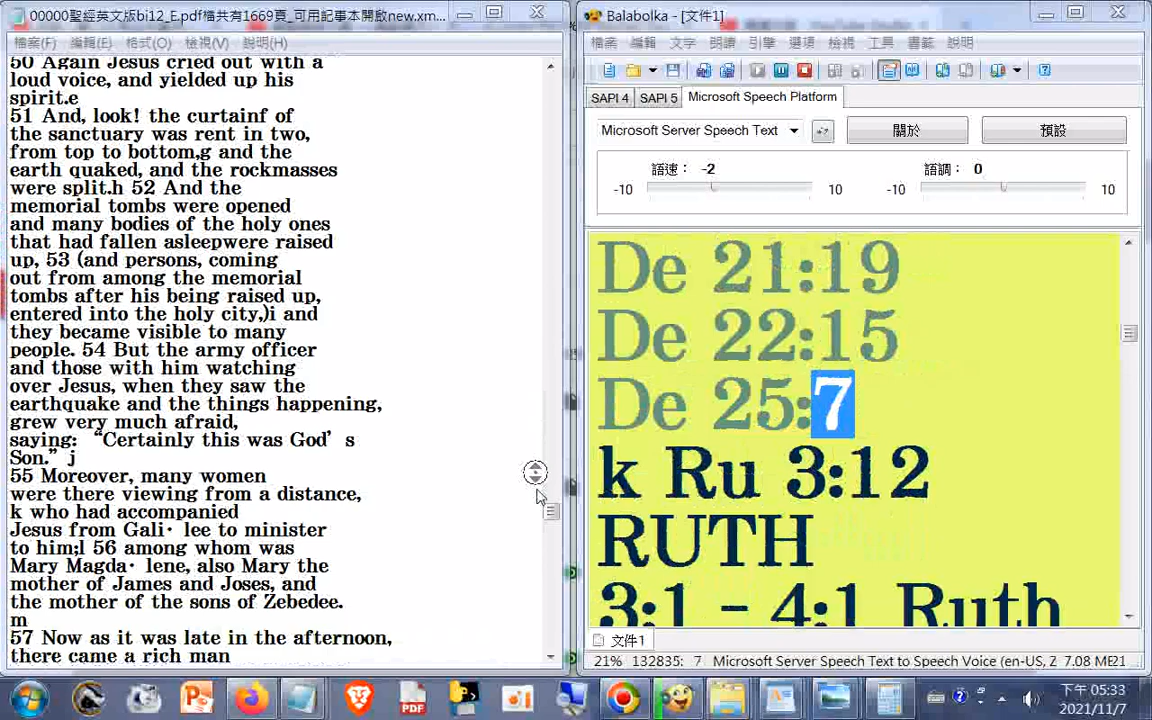 00000聖經英文版bi12_E.pdf檔共有1669頁_可用記事本開啟new.xm...
檔案(F) 編輯(E) 格式(O) 檢視(V) 說明(H)
50 Again Jesus cried out with a
loud voice, and yielded up his
spirit.e
51 And, look! the curtainf of
the sanctuary was rent in two,
from top to bottom,g and the
earth quaked, and the rockmasses
were split.h 52 And the
memorial tombs were opened
and many bodies of the holy ones
that had fallen asleepwere raised
up, 53 (and persons, coming
out from among the memorial
tombs after his being raised up,
entered into the holy city,)i and
they became visible to many
people. 54 But the army officer
and those with him watching
over Jesus, when they saw the
earthquake and the things happening,
grew very much afraid,
saying: “Certainly this was God’s
Son.” j
55 Moreover, many women
were there viewing from a distance,
k who had accompanied
Jesus from Gali· lee to minister
to him;l 56 among whom was
Mary Magda· lene, also Mary the
mother of James and Joses, and
the mother of the sons of Zebedee.
m
57 Now as it was late in the afternoon,
there came a rich man
Balabolka - [文件1]
檔案 編輯 文字 朗讀 引擎 選項 檢視 工具 書籤 說明
SAPI 4 SAPI 5 Microsoft Speech Platform
Microsoft Server Speech Text 關於 預設
語速： -2 語調： 0
-10 10 -10 10
De 21:19
De 22:15
De 25:7
k Ru 3:12
RUTH
3:1 - 4:1 Ruth
文件1
21% 132835: 7 Microsoft Server Speech Text to Speech Voice (en-US, Z 7.08 ME21
PDF
下午 05:33
2021/11/7